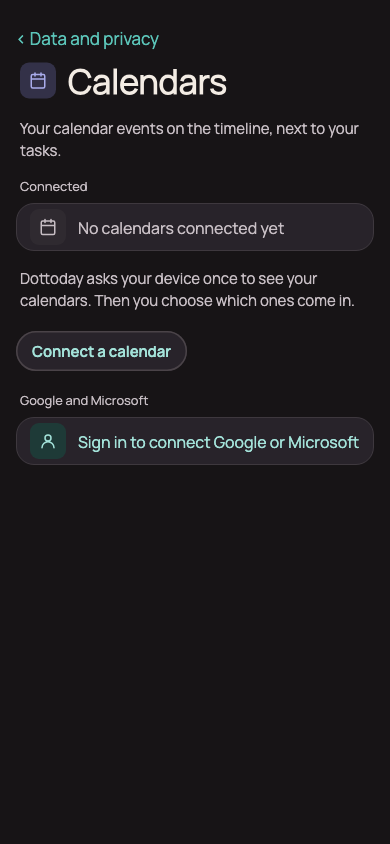 Data and privacy
Calendars
Your calendar events on the timeline, next to your
tasks.
Connected
No calendars connected yet
Dottoday asks your device once to see your
calendars. Then you choose which ones come in.
Connect a calendar
Google and Microsoft
Sign in to connect Google or Microsoft